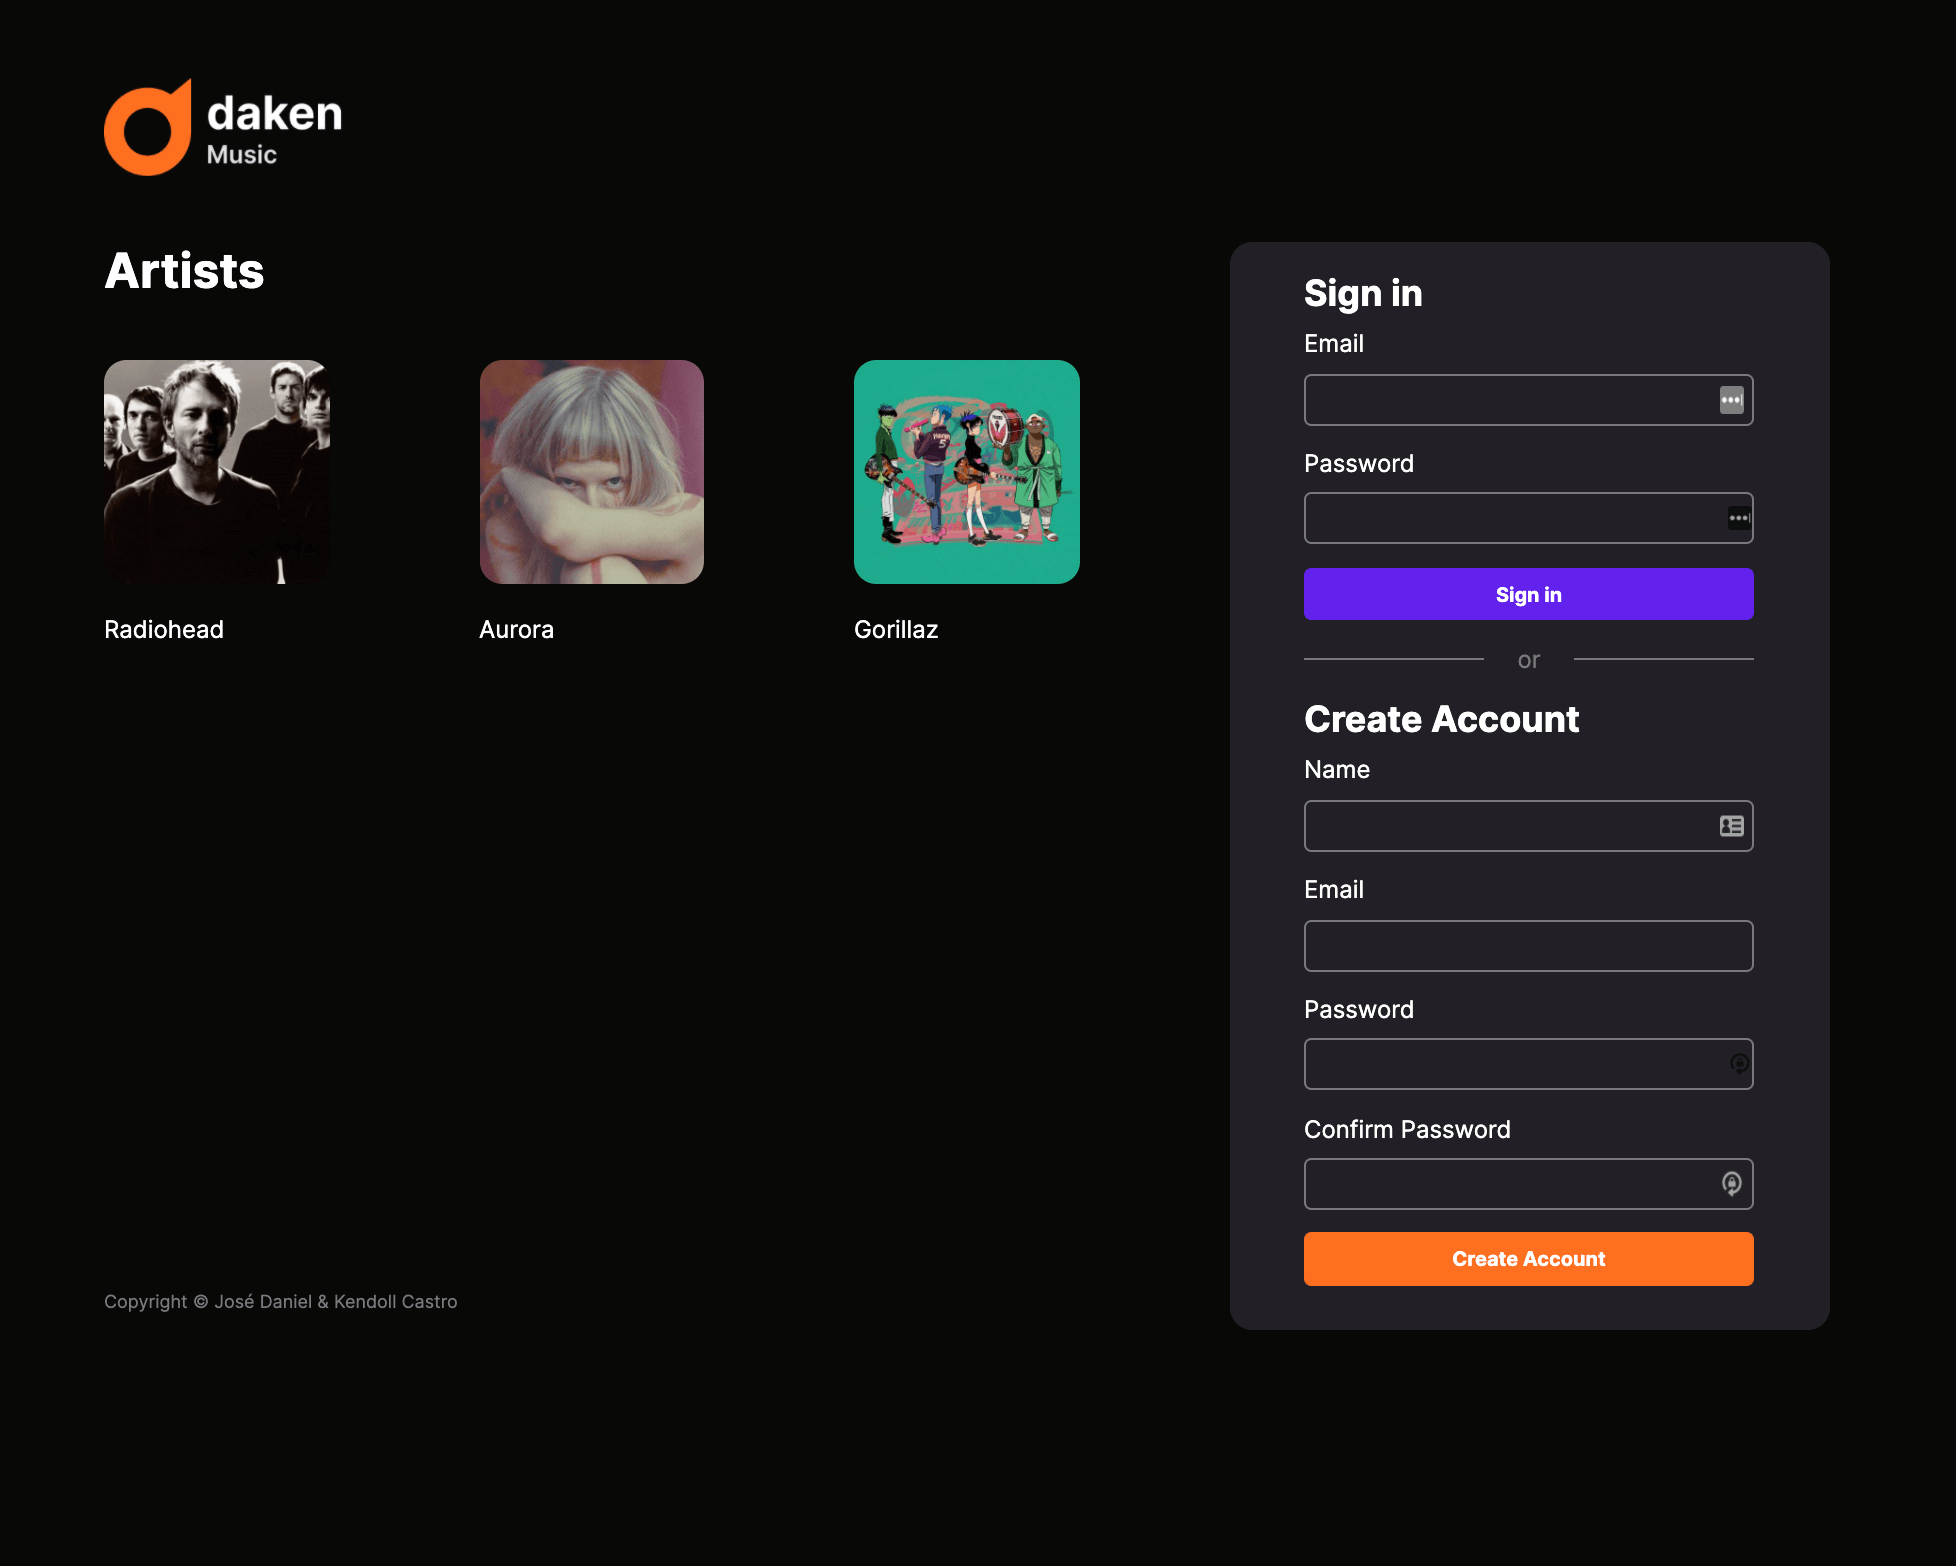 daken
Music
Artists
Radiohead
Aurora
Gorillaz
Sign in
Email
Password
Sign in
or
Create Account
Name
Email
Password
Confirm Password
Create Account
Copyright © José Daniel & Kendoll Castro